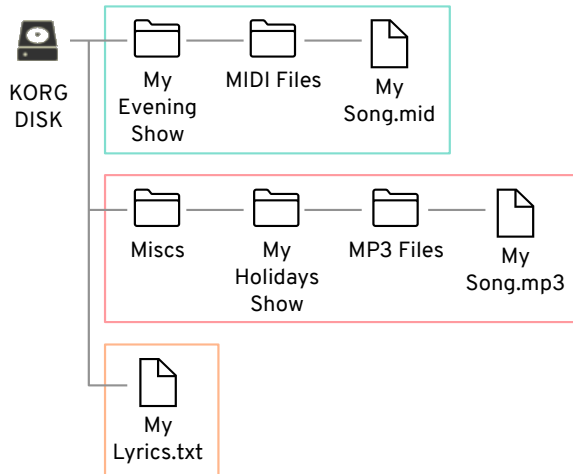 KORG
DISK
My
Evening
Show
MIDI Files
My
Song.mid
Miscs
My
Holidays
Show
MP3 Files
My
Song.mp3
My
Lyrics.txt